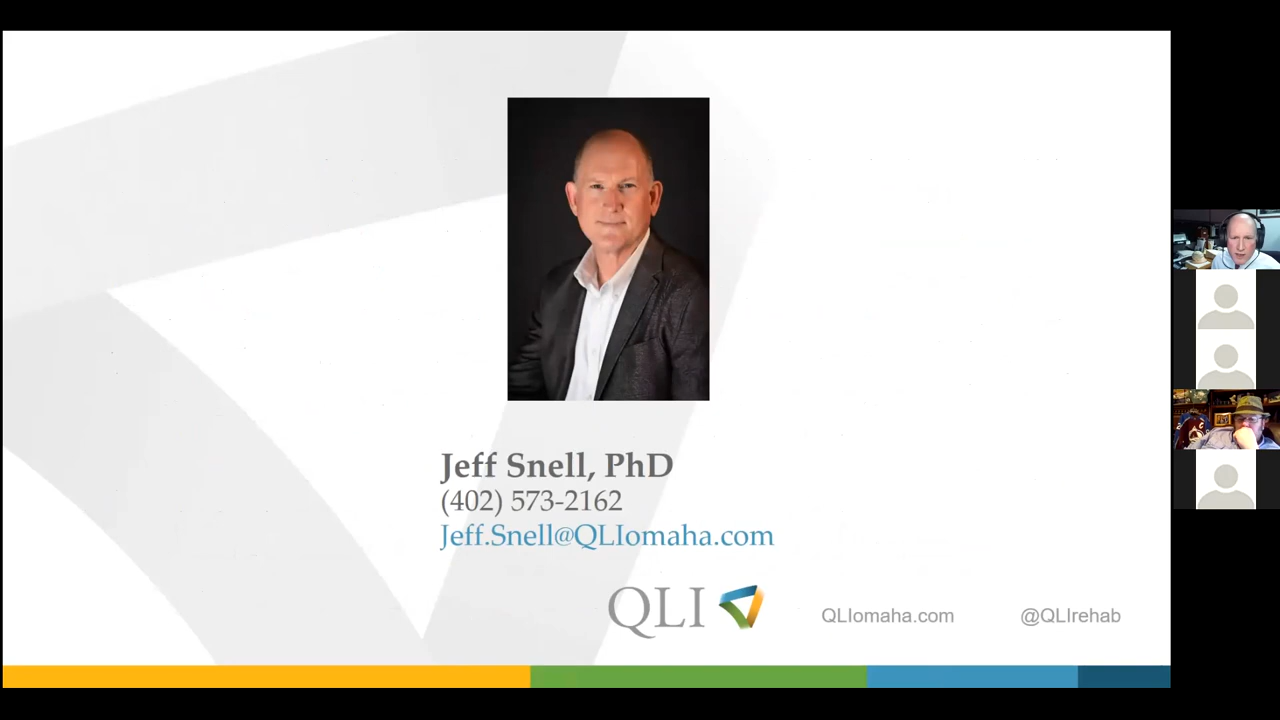 Jeff Snell, PhD
(402) 573-2162
Jeff.Snell@QLIomaha.com
QLI
QLIomaha.com
@QLIrehab